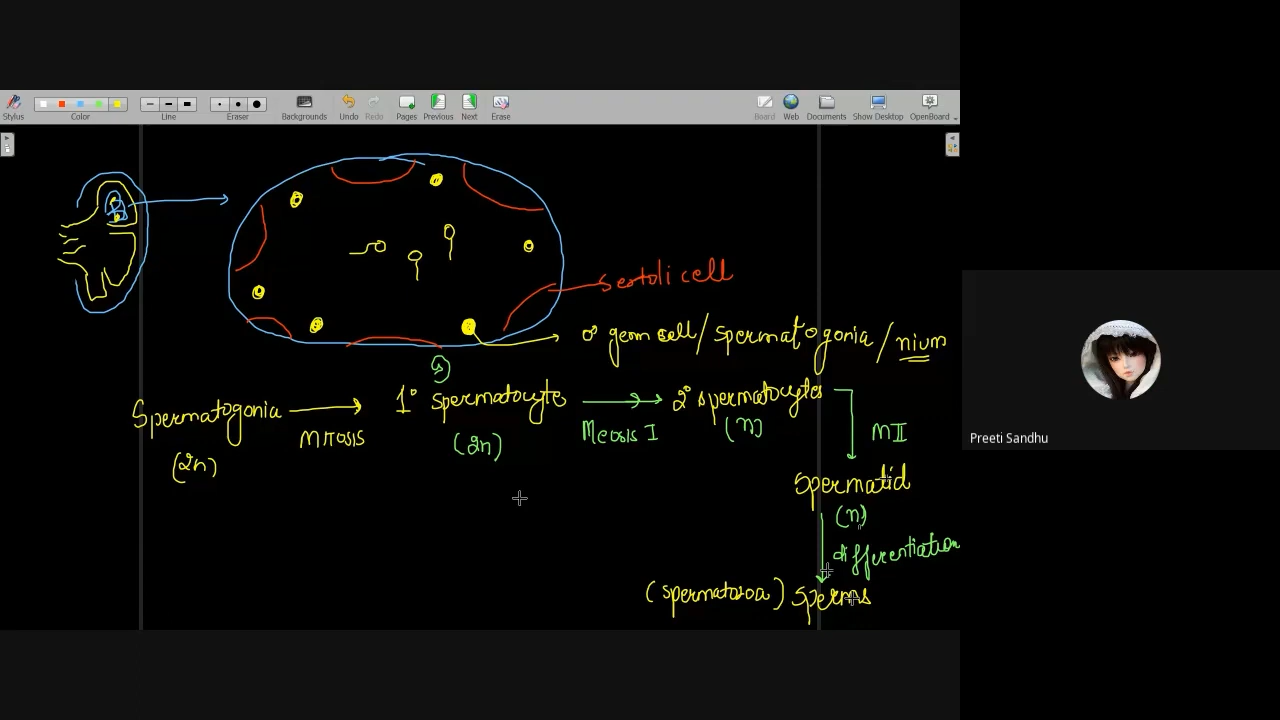 Stylus Color Line Eraser Backgrounds Undo Redo Pages Previous Next Erase Board Web Documents Show Desktop OpenBoard
Sertoli cell
♂ germ cell/spermatogonia/nium
Spermatogonia
MITOSIS
(2n)
1° spermatocyte
(2n)
Meosis I
2° spermatocytes
(n)
M II
Spermatid
(n)
differentiation
(spermatozoa) Sperms
Preeti Sandhu